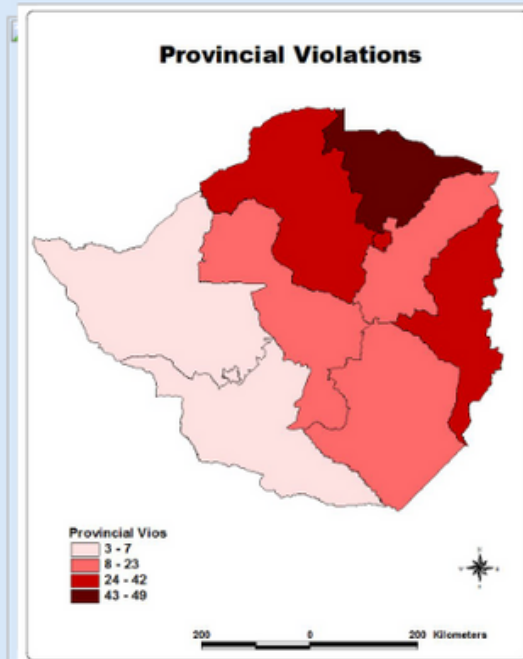 Provincial Violations
Provincial Vios
3 - 7
8 - 23
24 - 42
43 - 49
200 0 200 Kilometers